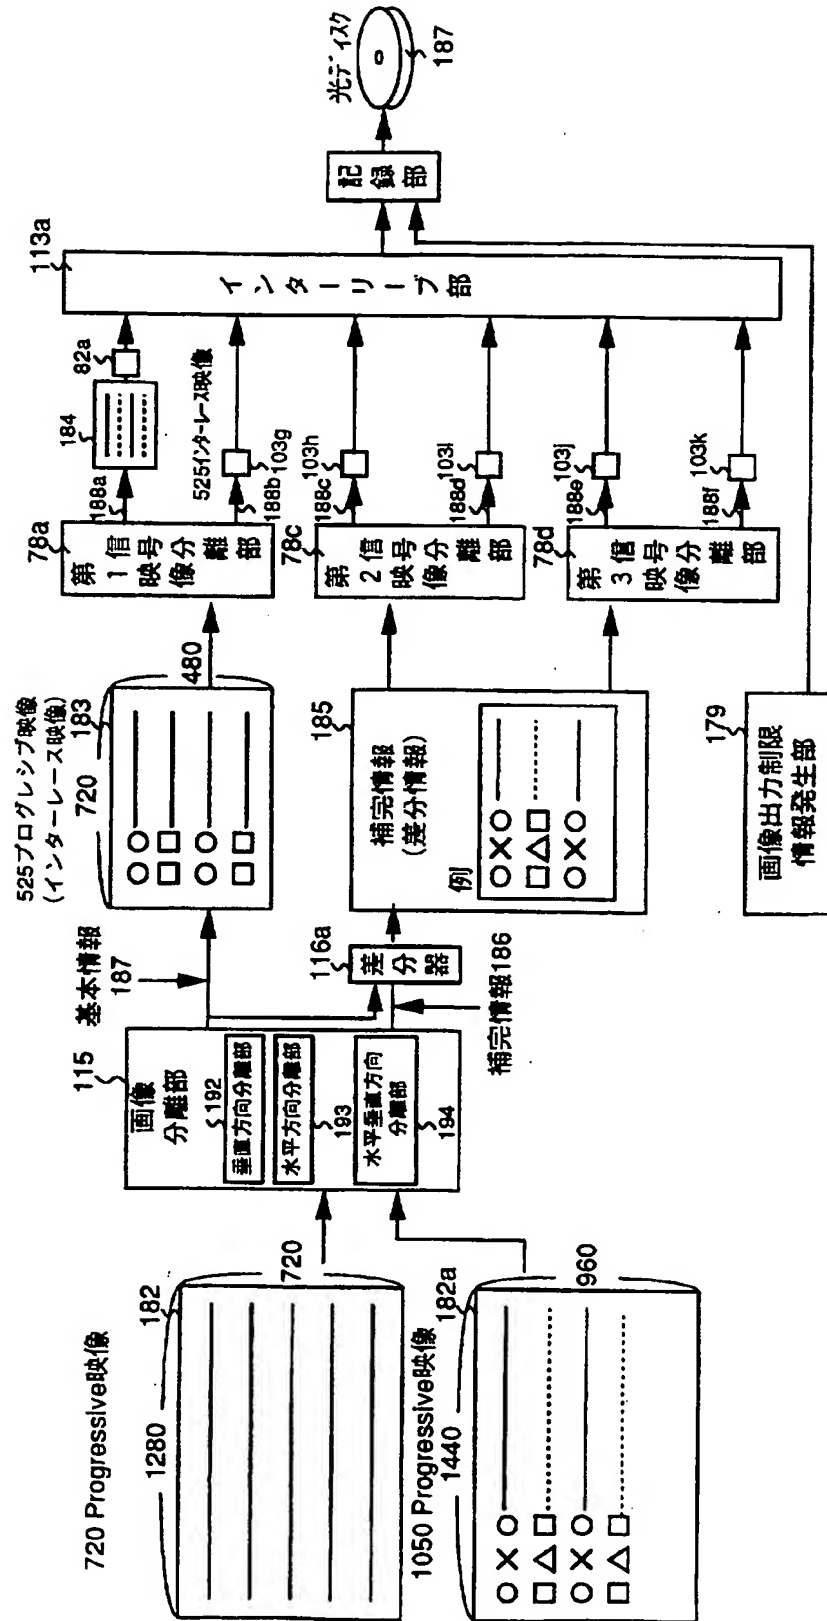 720 Progressive映像
1280
182
720
1050 Progressive映像
1440
182a
960
115
画像
分離部
192
垂直方向分離部
水平方向分離部
193
水平垂直方向
分離部
194
基本情報
187
補完情報186
116a
差分器
525プログレシブ映像
(インターレース映像)
720
183
480
185
補完情報
(差分情報)
例
179
画像出力制限
情報発生部
78a
第1映像
信号分離部
78c
第2映像
信号分離部
78d
第3映像
信号分離部
188a
184
82a
525インターレース映像
188b
103g
188c
103h
188d
103i
188e
103j
188f
103k
113a
インターリーブ部
記録部
光ディスク
187